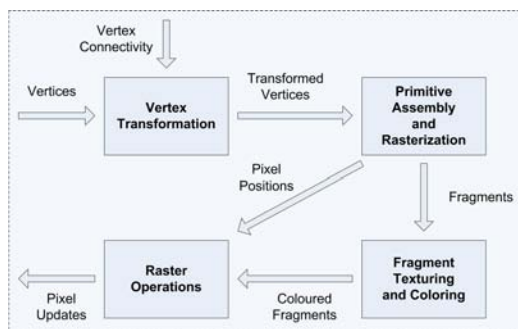 Vertex
Connectivity
Vertices
Vertex
Transformation
Transformed
Vertices
Primitive
Assembly
and
Rasterization
Pixel
Positions
Fragments
Raster
Operations
Fragment
Texturing
and Coloring
Pixel
Updates
Coloured
Fragments